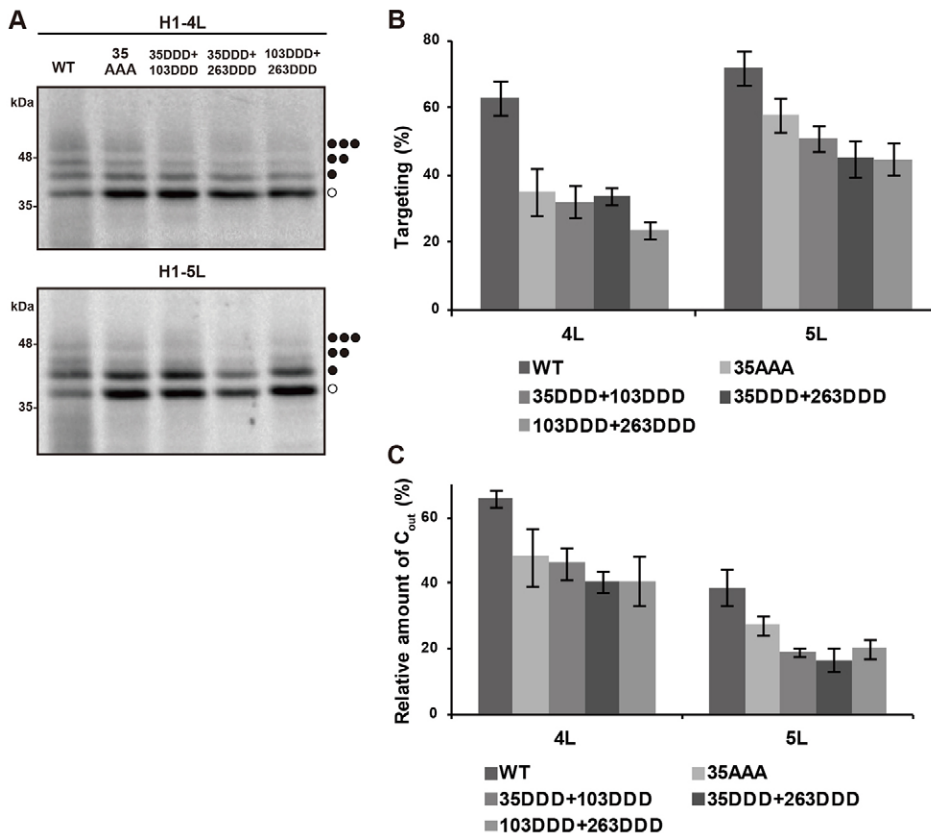 A
H1-4L
WT
35 AAA
35DDD+ 103DDD
35DDD+ 263DDD
103DDD+ 263DDD
kDa
48
35
H1-5L
kDa
48
35
B
Targeting (%)
80
60
40
20
0
4L
5L
WT
35AAA
35DDD+103DDD
35DDD+263DDD
103DDD+263DDD
C
Relative amount of Cout (%)
60
40
20
0
4L
5L
WT
35AAA
35DDD+103DDD
35DDD+263DDD
103DDD+263DDD